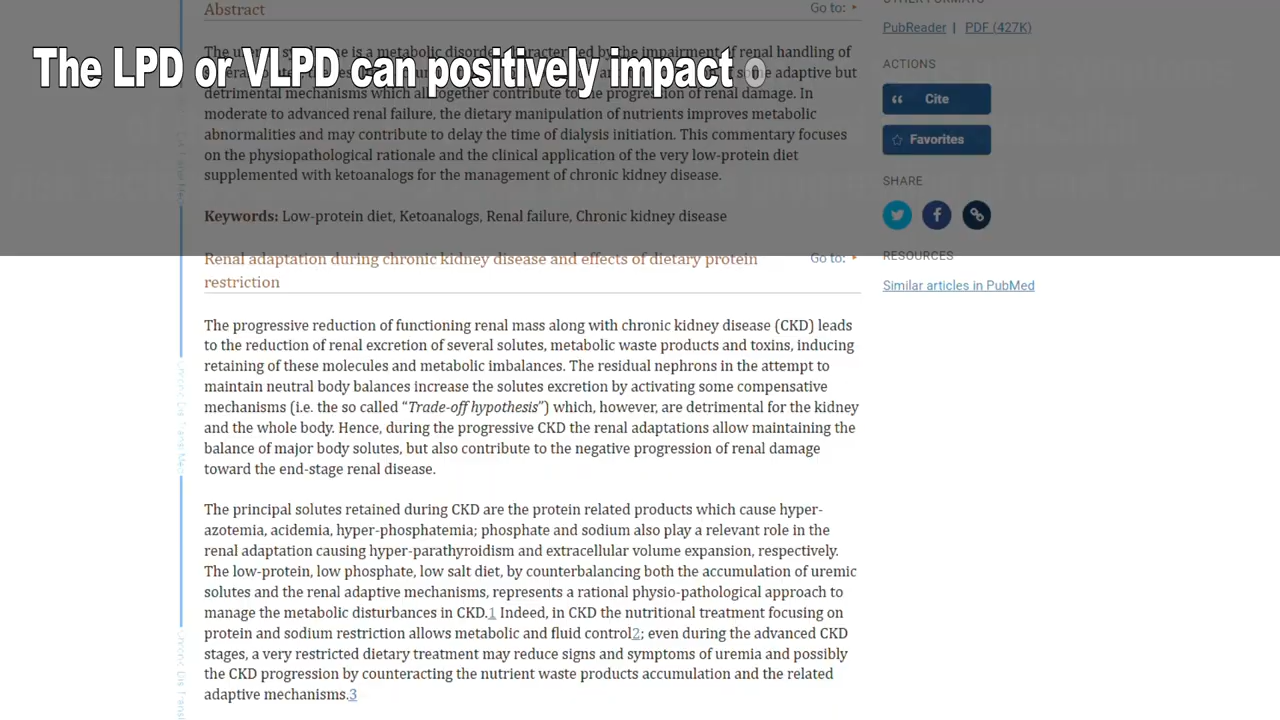 Abstract
Go to:
OTHER FORMATS
PubReader | PDF (427K)
The LPD or VLPD can positively impact o
The uremic syndrome is a metabolic disorder characterized by the impairment of renal handling of
some adaptive but
detrimental mechanisms which all together contribute to the progression of renal damage. In
moderate to advanced renal failure, the dietary manipulation of nutrients improves metabolic
abnormalities and may contribute to delay the time of dialysis initiation. This commentary focuses
on the physiopathological rationale and the clinical application of the very low-protein diet
supplemented with ketoanalogs for the management of chronic kidney disease.
Keywords: Low-protein diet, Ketoanalogs, Renal failure, Chronic kidney disease
ACTIONS
Cite
Favorites
SHARE
RESOURCES
Similar articles in PubMed
Renal adaptation during chronic kidney disease and effects of dietary protein
restriction
Go to:
The progressive reduction of functioning renal mass along with chronic kidney disease (CKD) leads
to the reduction of renal excretion of several solutes, metabolic waste products and toxins, inducing
retaining of these molecules and metabolic imbalances. The residual nephrons in the attempt to
maintain neutral body balances increase the solutes excretion by activating some compensative
mechanisms (i.e. the so called “Trade-off hypothesis”) which, however, are detrimental for the kidney
and the whole body. Hence, during the progressive CKD the renal adaptations allow maintaining the
balance of major body solutes, but also contribute to the negative progression of renal damage
toward the end-stage renal disease.
The principal solutes retained during CKD are the protein related products which cause hyper-
azotemia, acidemia, hyper-phosphatemia; phosphate and sodium also play a relevant role in the
renal adaptation causing hyper-parathyroidism and extracellular volume expansion, respectively.
The low-protein, low phosphate, low salt diet, by counterbalancing both the accumulation of uremic
solutes and the renal adaptive mechanisms, represents a rational physio-pathological approach to
manage the metabolic disturbances in CKD.1 Indeed, in CKD the nutritional treatment focusing on
protein and sodium restriction allows metabolic and fluid control2; even during the advanced CKD
stages, a very restricted dietary treatment may reduce signs and symptoms of uremia and possibly
the CKD progression by counteracting the nutrient waste products accumulation and the related
adaptive mechanisms.3